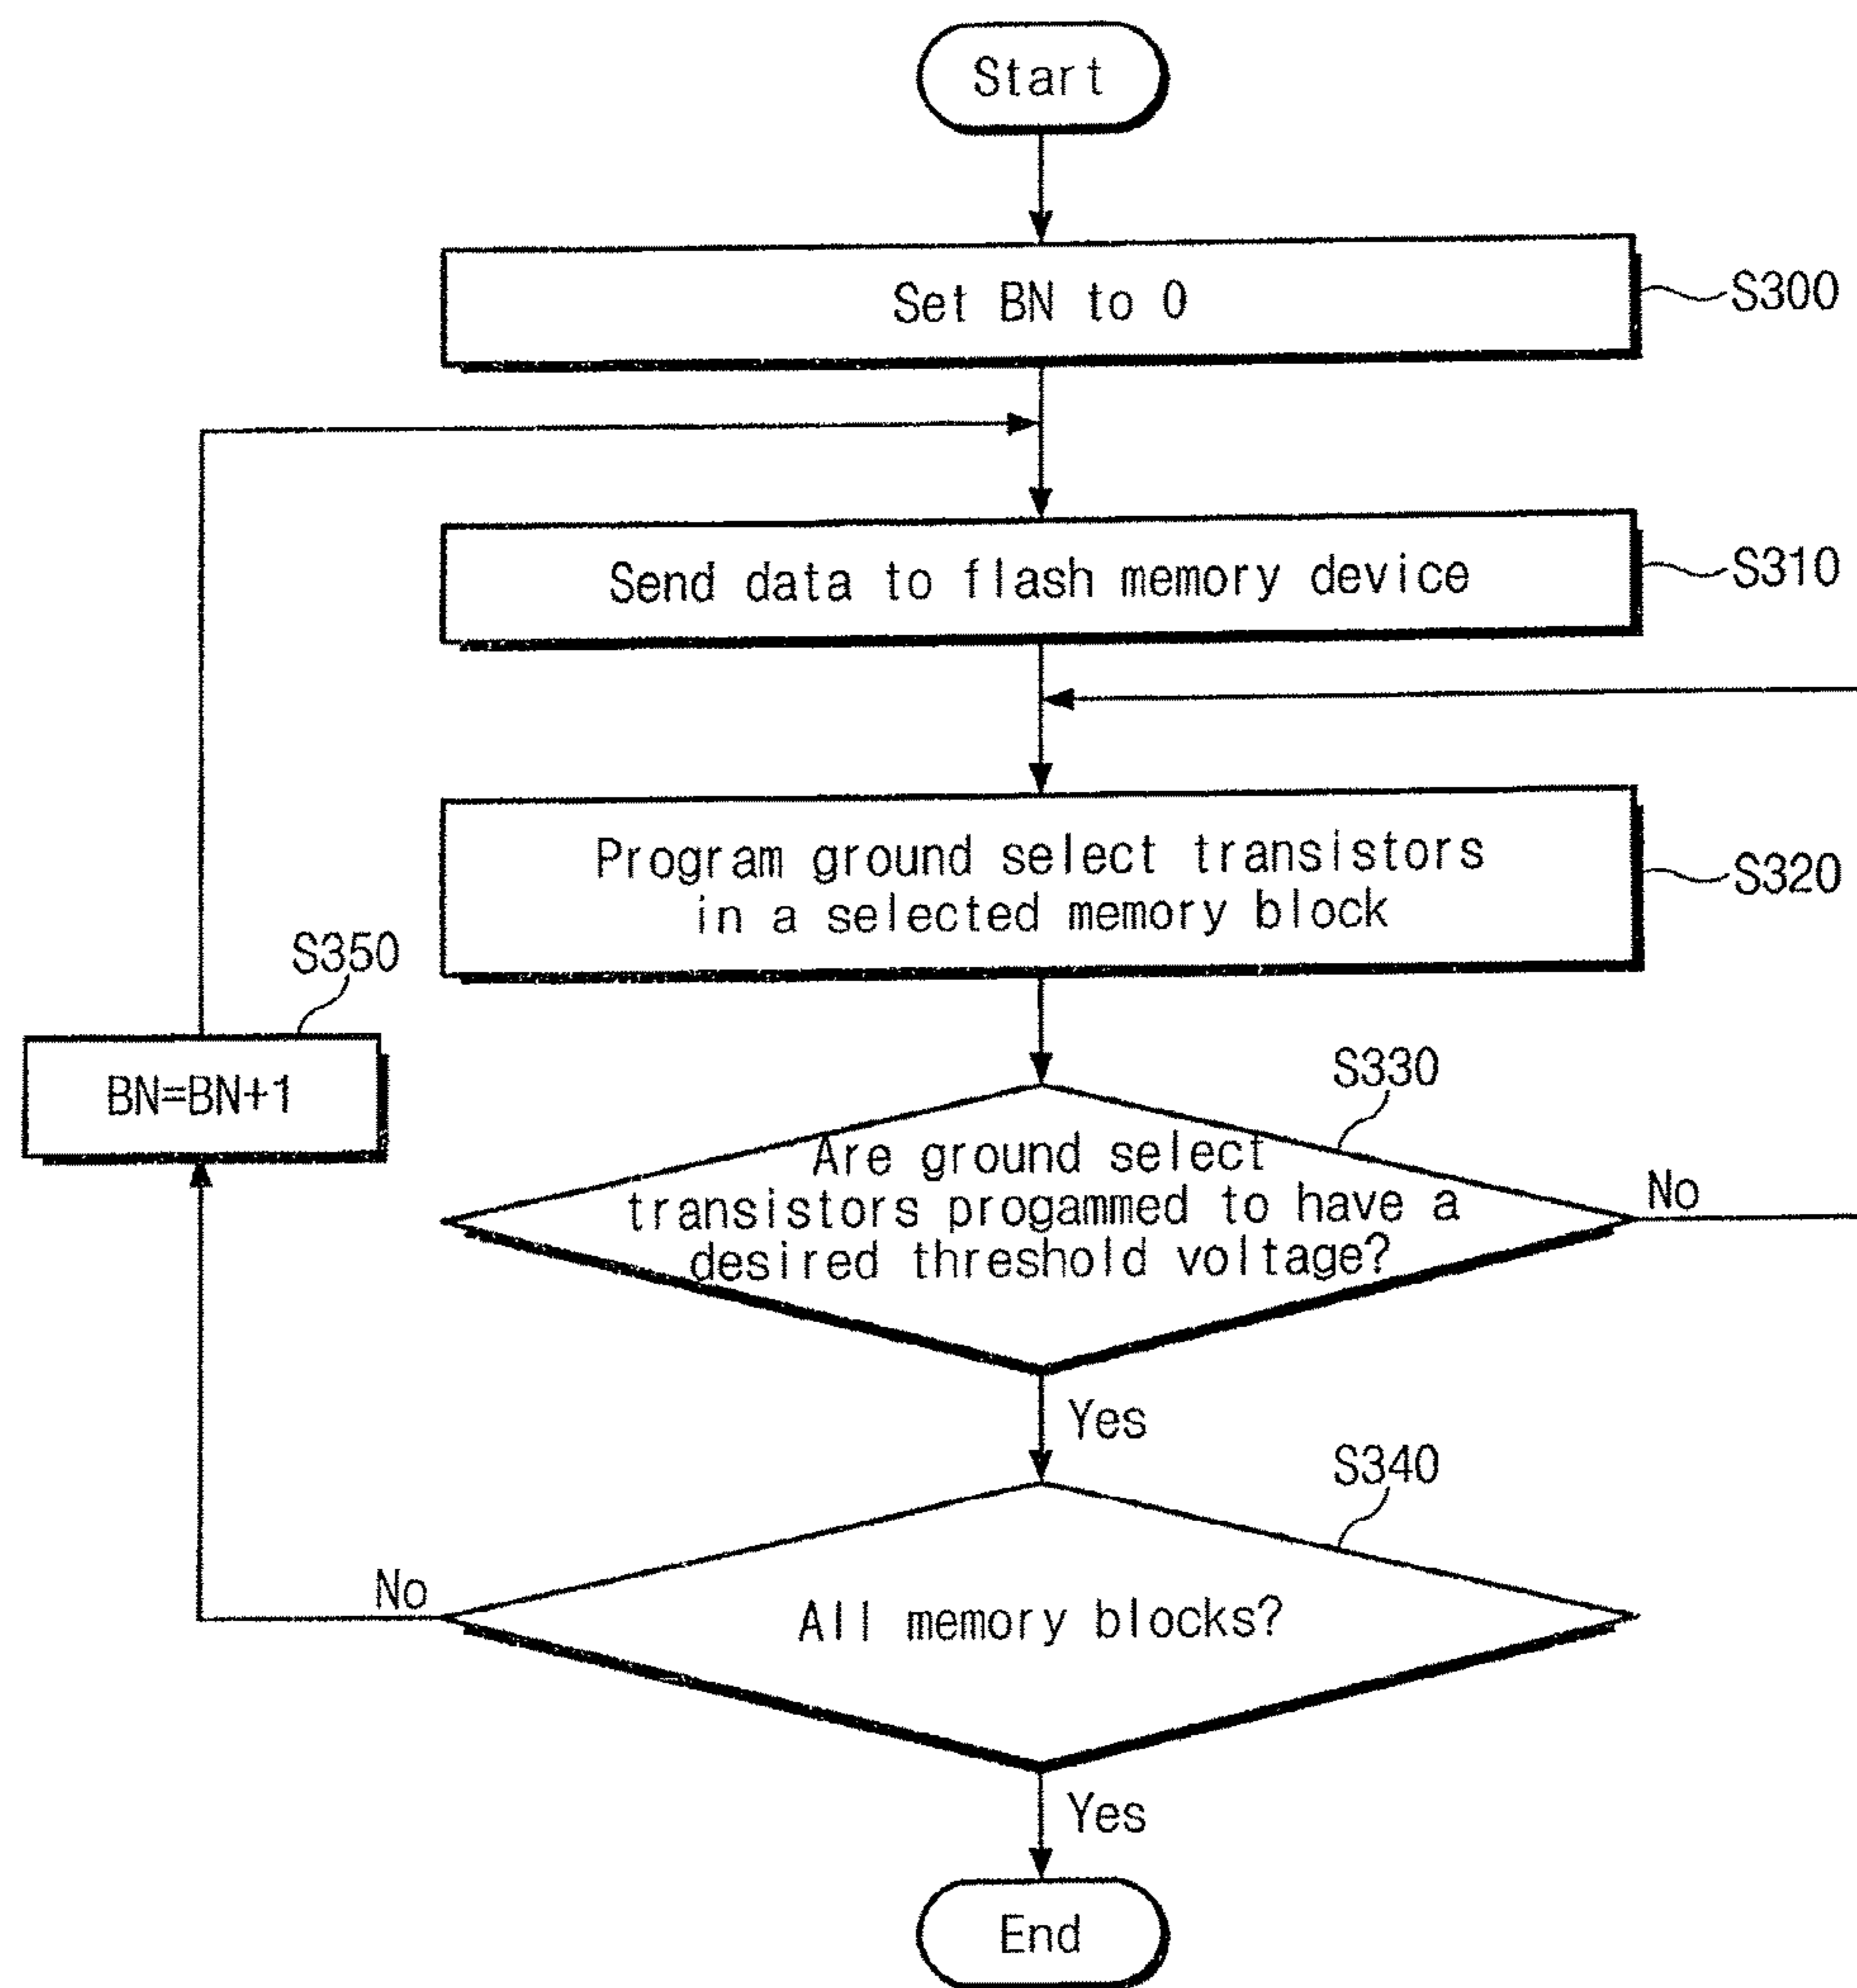 Start
Set BN to 0
S300
Send data to flash memory device
S310
Program ground select transistors
in a selected memory block
S320
S350
BN=BN+1
S330
Are ground select
transistors progammed to have a
desired threshold voltage?
No
Yes
S340
No
All memory blocks?
Yes
End